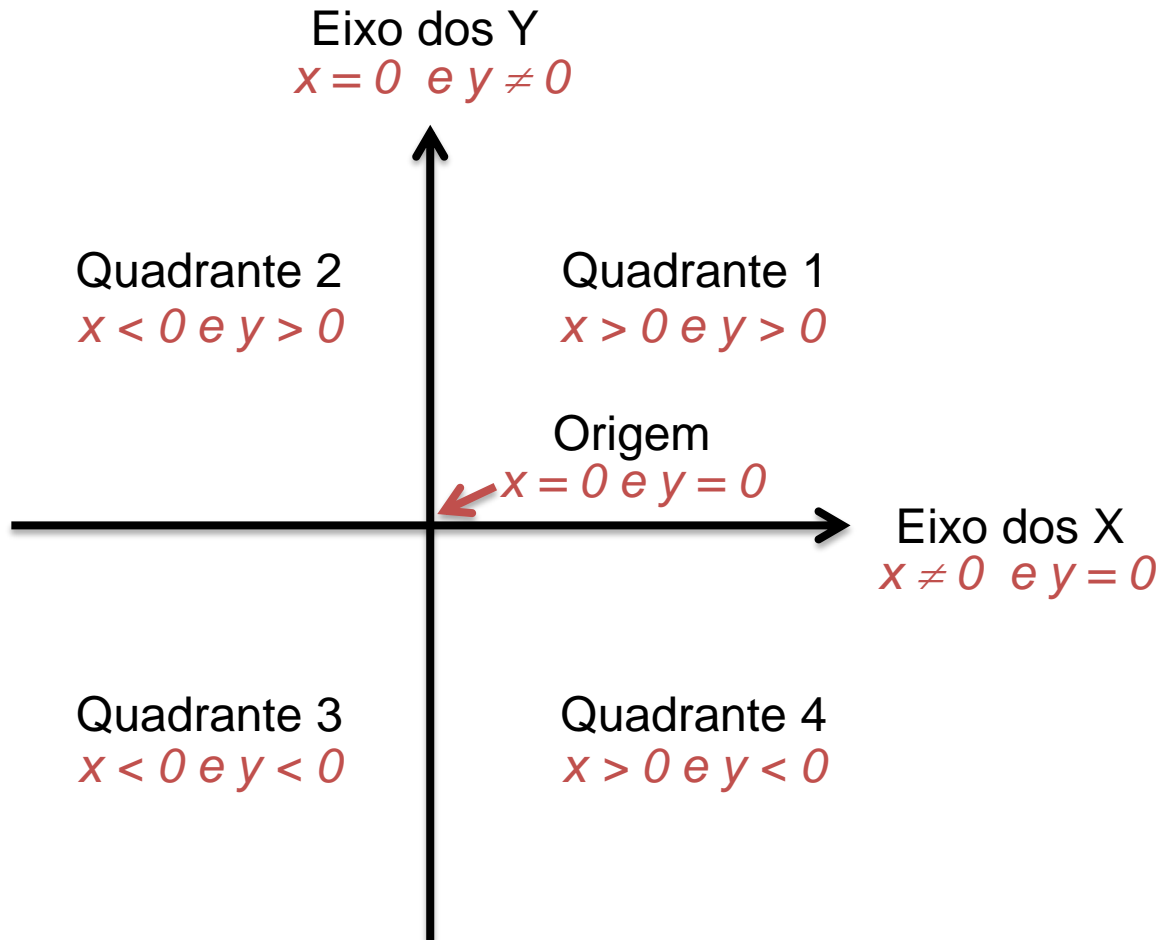 Eixo dos Y
x = 0 e y ≠ 0
Quadrante 2
x < 0 e y > 0
Quadrante 1
x > 0 e y > 0
Origem
x = 0 e y = 0
Eixo dos X
x ≠ 0 e y = 0
Quadrante 3
x < 0 e y < 0
Quadrante 4
x > 0 e y < 0